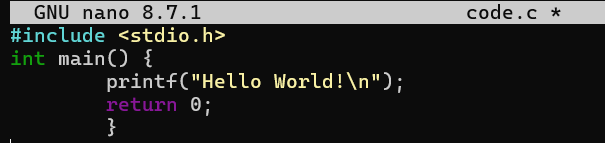 GNU nano 8.7.1 code.c *
#include <stdio.h>
int main() {
        printf("Hello World!\n");
        return 0;
        }